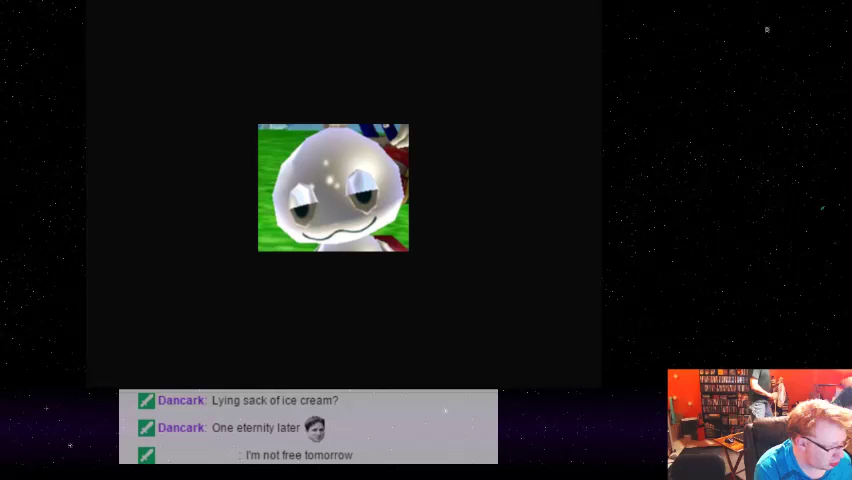 Dancark: Lying sack of ice cream?
Dancark: One eternity later
: I'm not free tomorrow